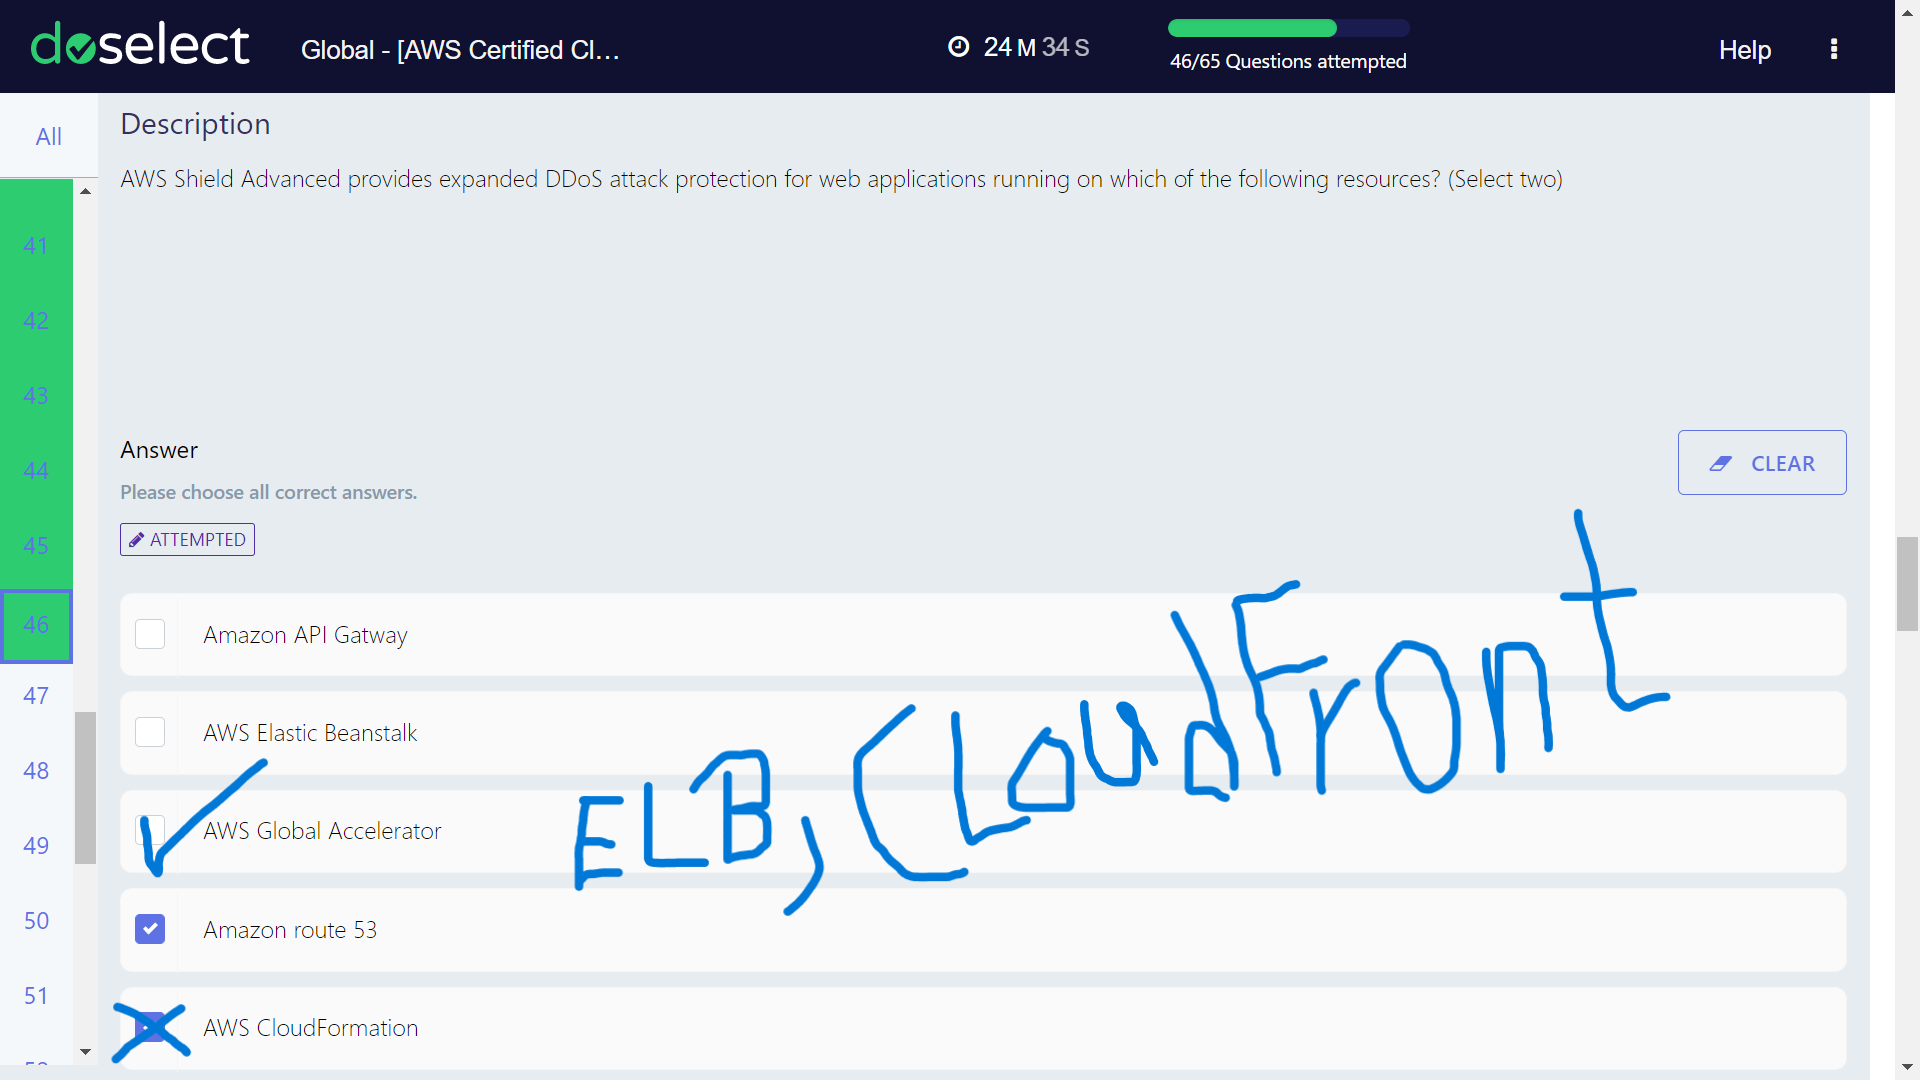 doselect
Global - [AWS Certified Cl...
24 M 34 S
46/65 Questions attempted
Help
All
Description
AWS Shield Advanced provides expanded DDoS attack protection for web applications running on which of the following resources? (Select two)
41
42
43
44
45
46
47
48
49
50
51
Answer
CLEAR
Please choose all correct answers.
ATTEMPTED
Amazon API Gatway
AWS Elastic Beanstalk
AWS Global Accelerator
ELB, CLoudFront
Amazon route 53
AWS CloudFormation